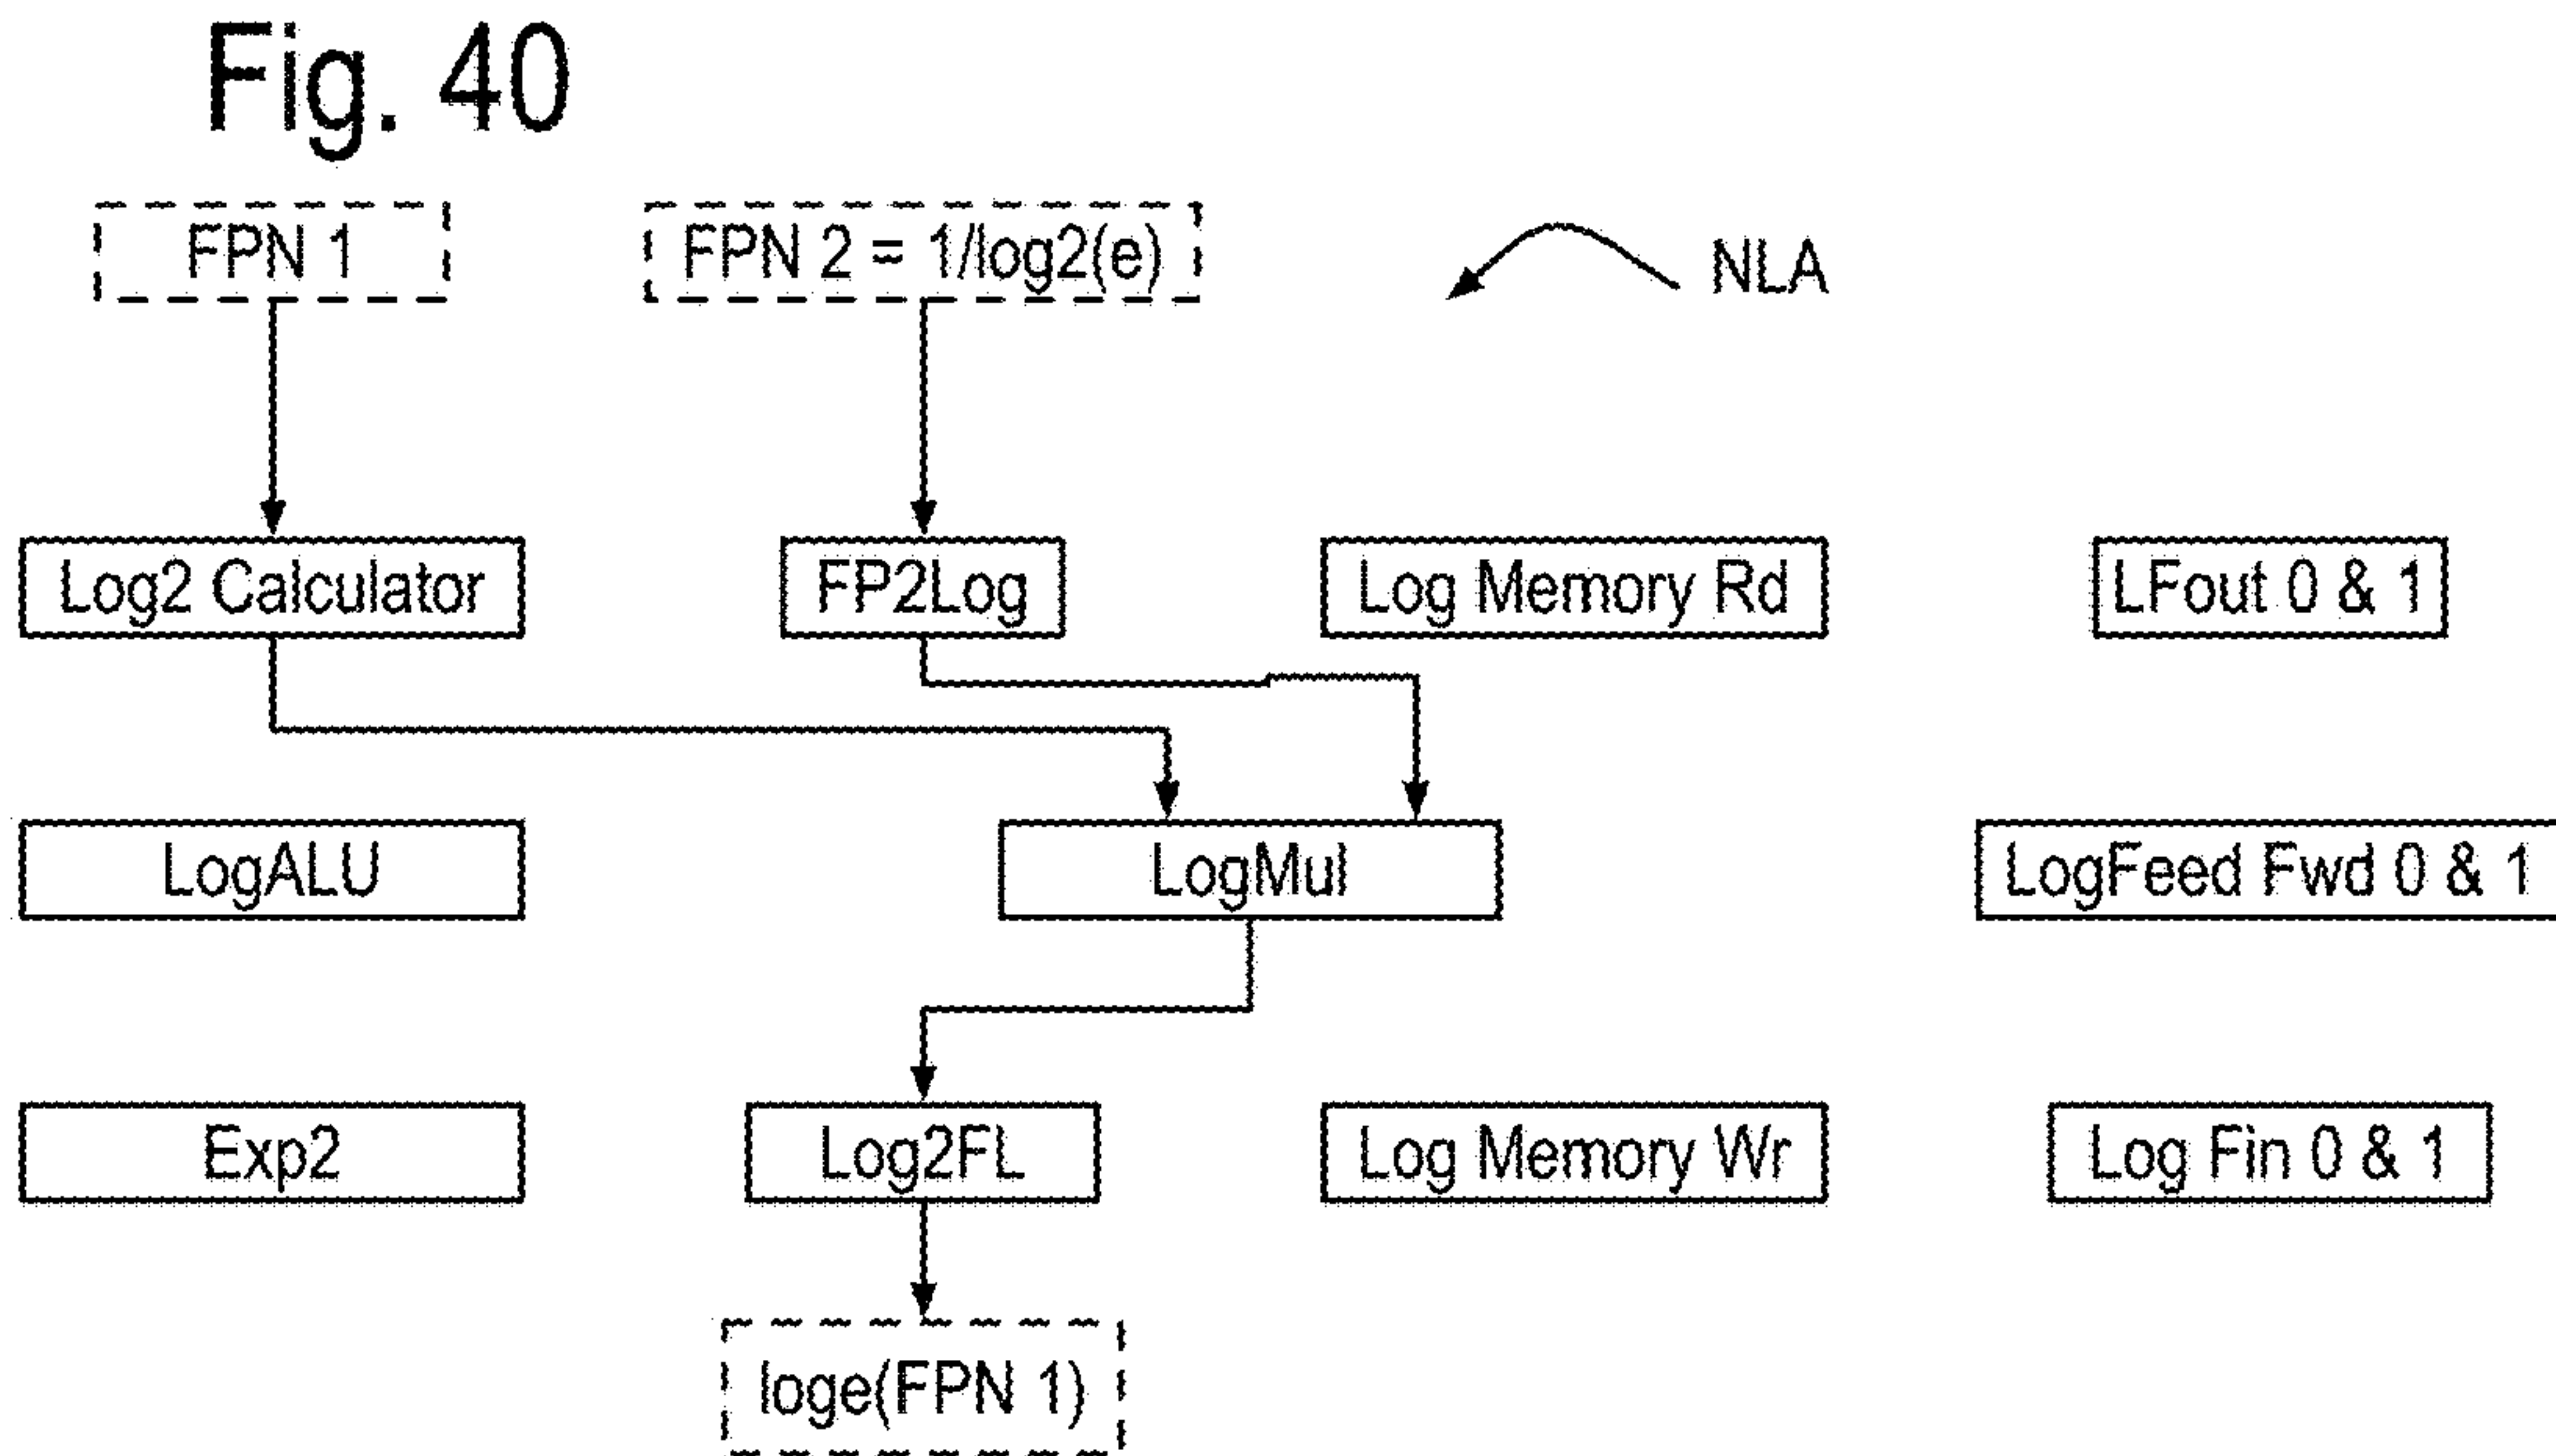 Fig. 40
FPN 1
FPN 2 = 1/log2(e)
NLA
Log2 Calculator
FP2Log
Log Memory Rd
LFout 0 & 1
LogALU
LogMul
LogFeed Fwd 0 & 1
Exp2
Log2FL
Log Memory Wr
Log Fin 0 & 1
loge(FPN 1)